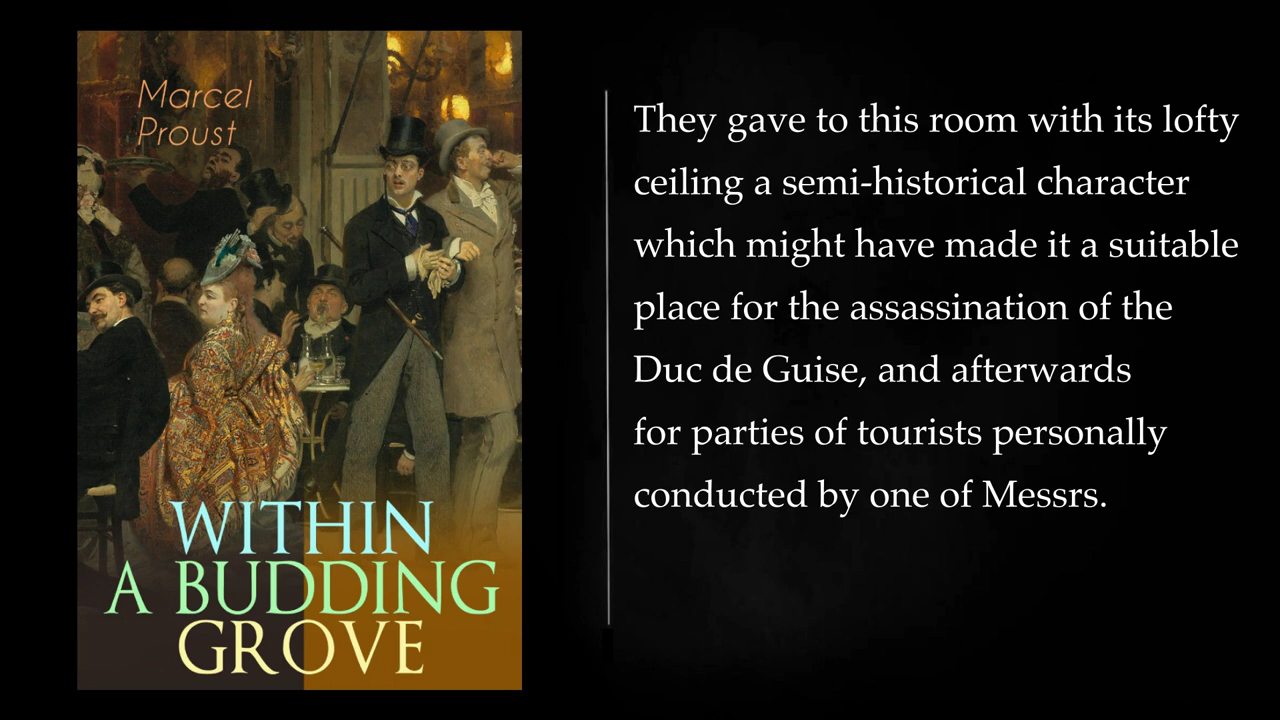 Marcel
Proust
WITHIN
A BUDDING
GROVE
They gave to this room with its lofty
ceiling a semi-historical character
which might have made it a suitable
place for the assassination of the
Duc de Guise, and afterwards
for parties of tourists personally
conducted by one of Messrs.